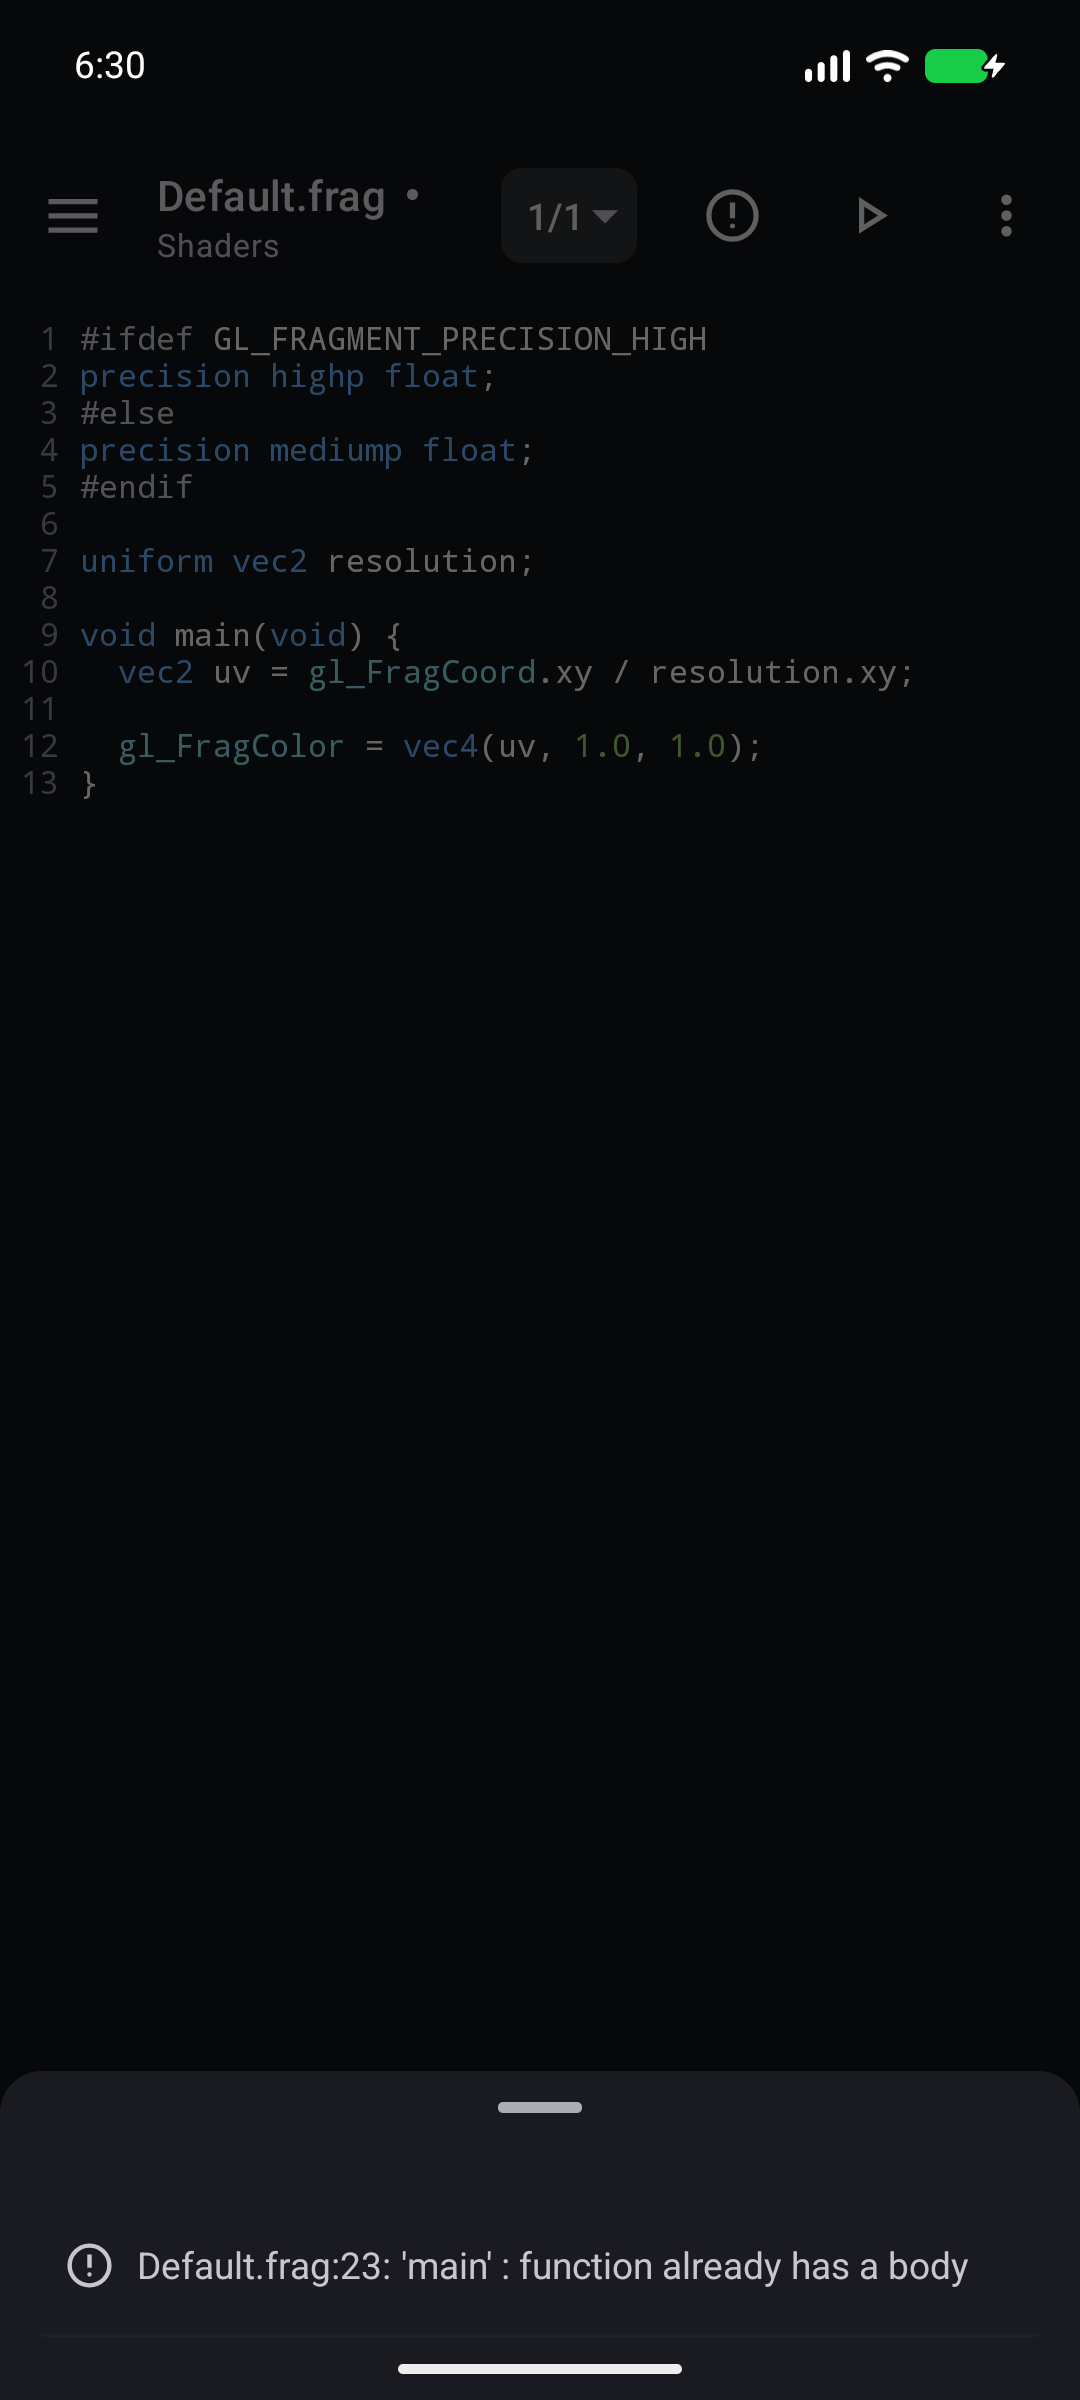 6:30
Default.frag •
Shaders
1/1
1 #ifdef GL_FRAGMENT_PRECISION_HIGH
2 precision highp float;
3 #else
4 precision mediump float;
5 #endif
6
7 uniform vec2 resolution;
8
9 void main(void) {
10   vec2 uv = gl_FragCoord.xy / resolution.xy;
11
12   gl_FragColor = vec4(uv, 1.0, 1.0);
13 }
Default.frag:23: 'main' : function already has a body